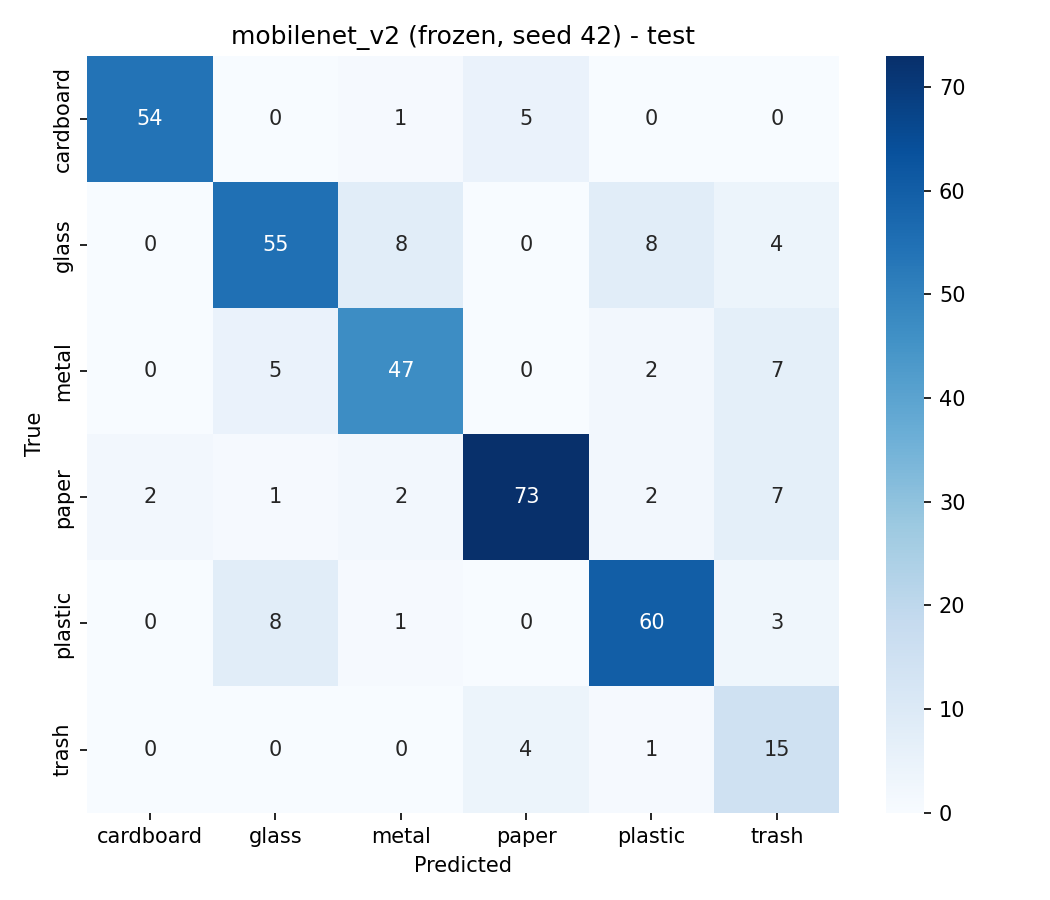 mobilenet_v2 (frozen, seed 42) - test
True
cardboard 54 0 1 5 0 0
glass 0 55 8 0 8 4
metal 0 5 47 0 2 7
paper 2 1 2 73 2 7
plastic 0 8 1 0 60 3
trash 0 0 0 4 1 15
cardboard glass metal paper plastic trash
Predicted
70
60
50
40
30
20
10
0